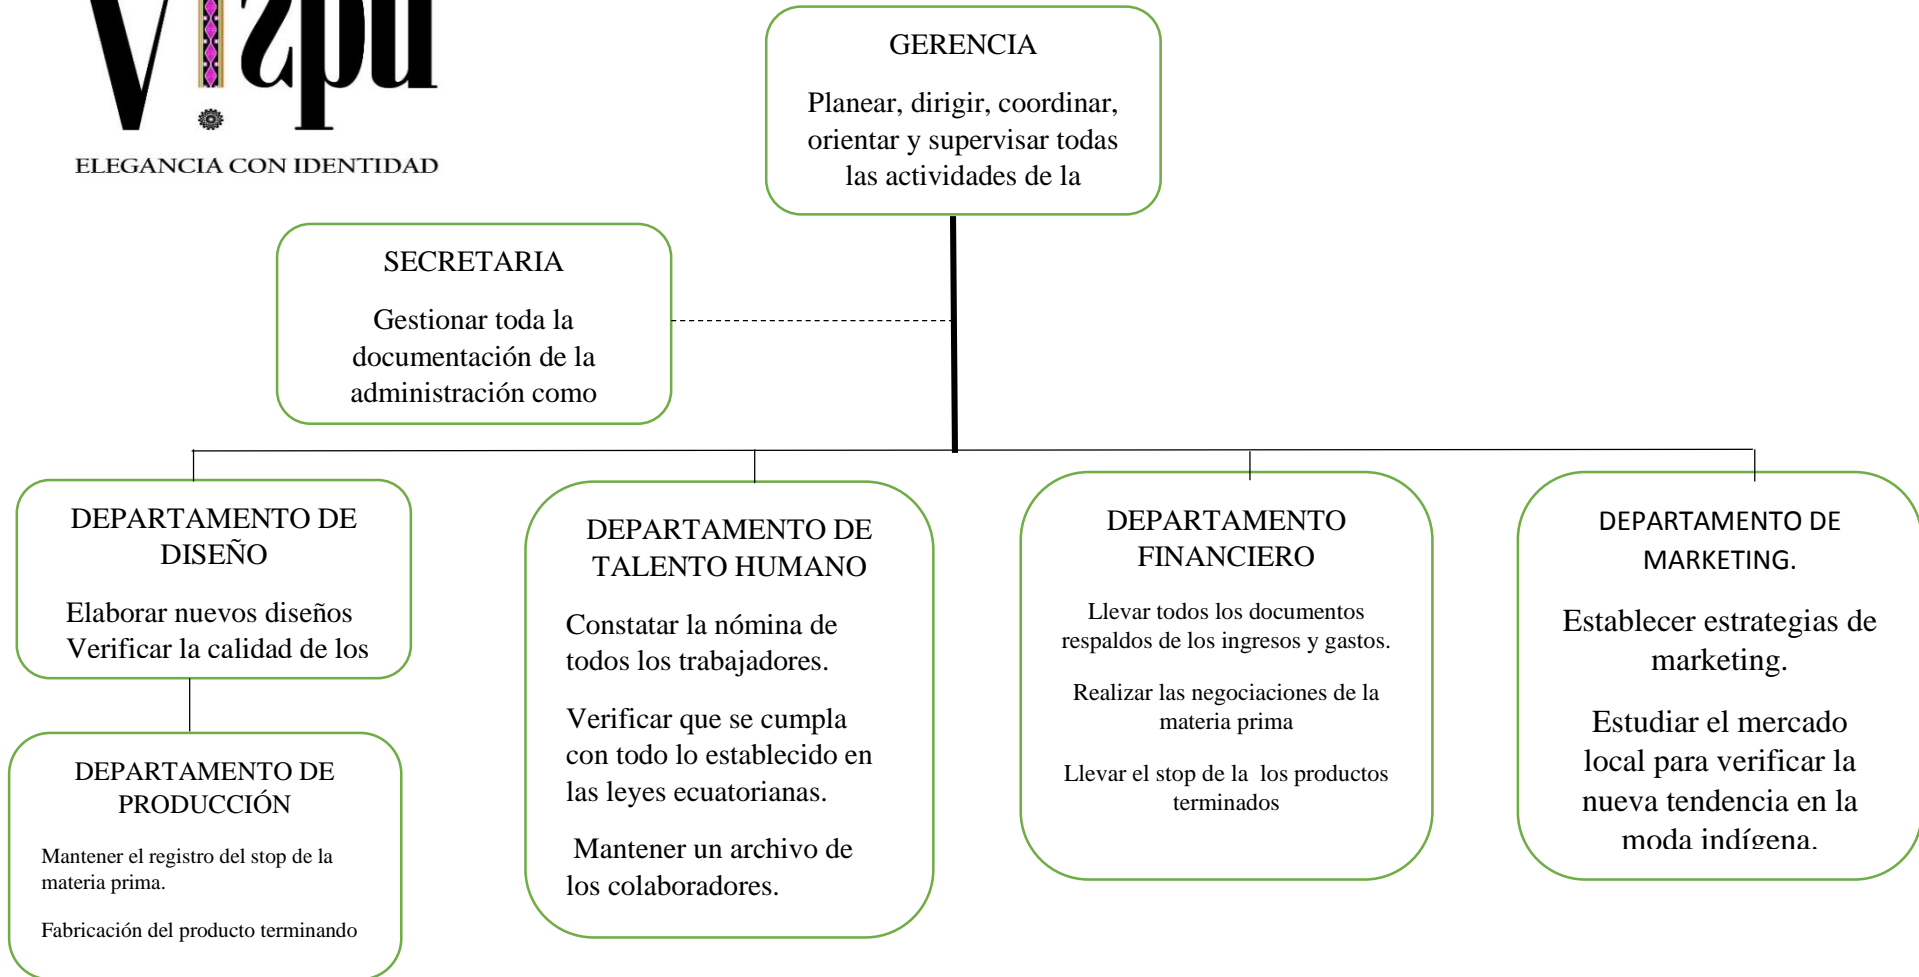 ELEGANCIA CON IDENTIDAD
GERENCIA
Planear, dirigir, coordinar,
orientar y supervisar todas
las actividades de la
SECRETARIA
Gestionar toda la
documentación de la
administración como
DEPARTAMENTO DE
DISEÑO
Elaborar nuevos diseños
Verificar la calidad de los
DEPARTAMENTO DE
PRODUCCIÓN
Mantener el registro del stop de la
materia prima.
Fabricación del producto terminando
DEPARTAMENTO DE
TALENTO HUMANO
Constatar la nómina de
todos los trabajadores.
Verificar que se cumpla
con todo lo establecido en
las leyes ecuatorianas.
Mantener un archivo de
los colaboradores.
DEPARTAMENTO
FINANCIERO
Llevar todos los documentos
respaldos de los ingresos y gastos.
Realizar las negociaciones de la
materia prima
Llevar el stop de la los productos
terminados
DEPARTAMENTO DE
MARKETING.
Establecer estrategias de
marketing.
Estudiar el mercado
local para verificar la
nueva tendencia en la
moda indígena.